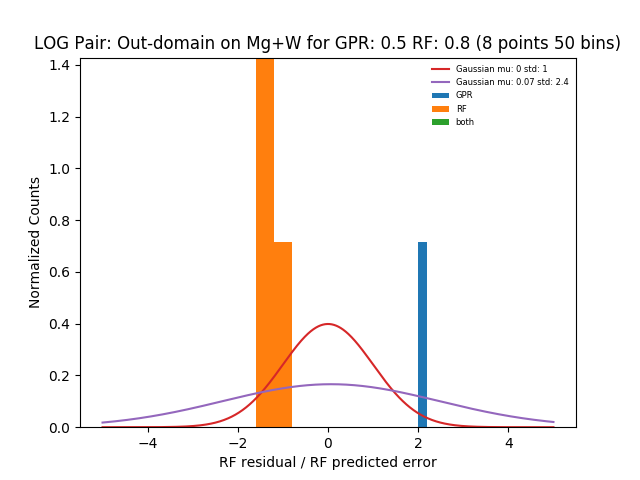 LOG Pair: Out-domain on Mg+W for GPR: 0.5 RF: 0.8 (8 points 50 bins)
Gaussian mu: 0 std: 1
Gaussian mu: 0.07 std: 2.4
GPR
RF
both
Normalized Counts
1.4
1.2
1.0
0.8
0.6
0.4
0.2
0.0
−4 −2 0 2 4
RF residual / RF predicted error